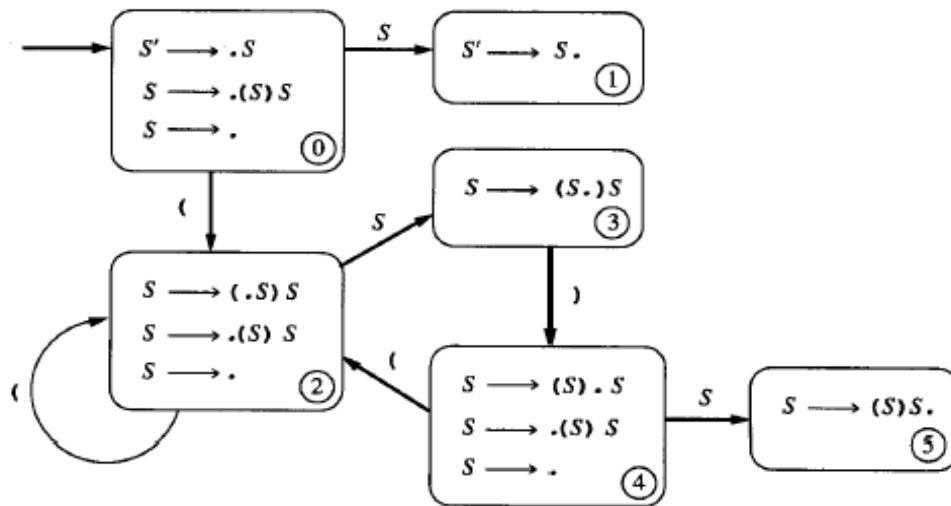 S' ⟶ .S
S ⟶ .(S) S
S ⟶ .
0
S
S' ⟶ S.
1
(
S
S ⟶ (S.)S
3
S ⟶ (.S) S
S ⟶ .(S) S
S ⟶ .
2
(
(
)
S ⟶ (S).S
S ⟶ .(S) S
S ⟶ .
4
S
S ⟶ (S)S.
5